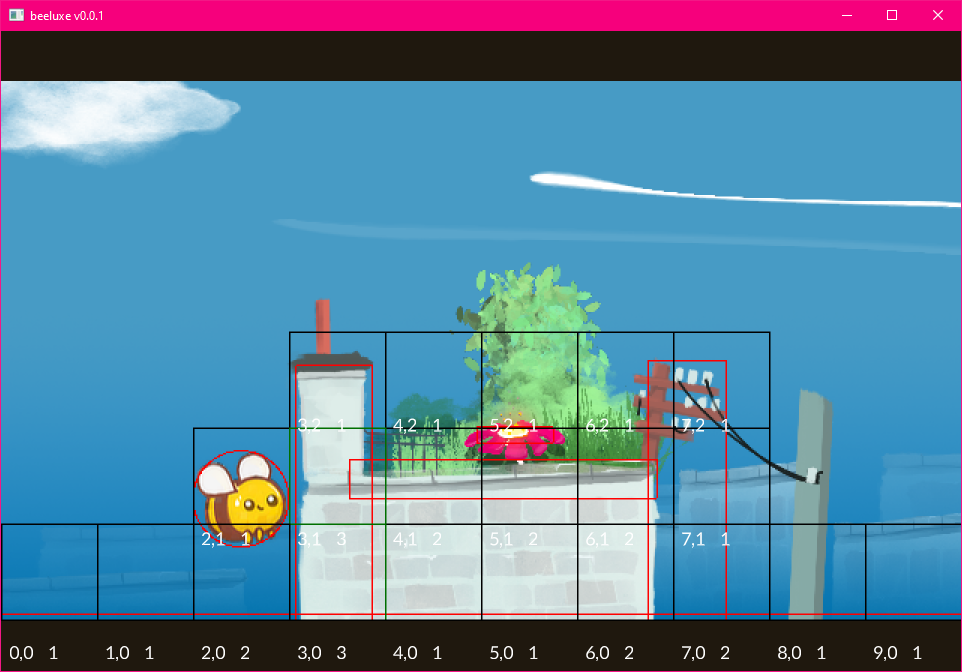 beeluxe v0.0.1
3,2 1 4,2 1 5,2 1 6,2 1 7,2 1
2,1 1 3,1 3 4,1 2 5,1 2 6,1 2 7,1 1
0,0 1 1,0 1 2,0 2 3,0 3 4,0 1 5,0 1 6,0 2 7,0 2 8,0 1 9,0 1